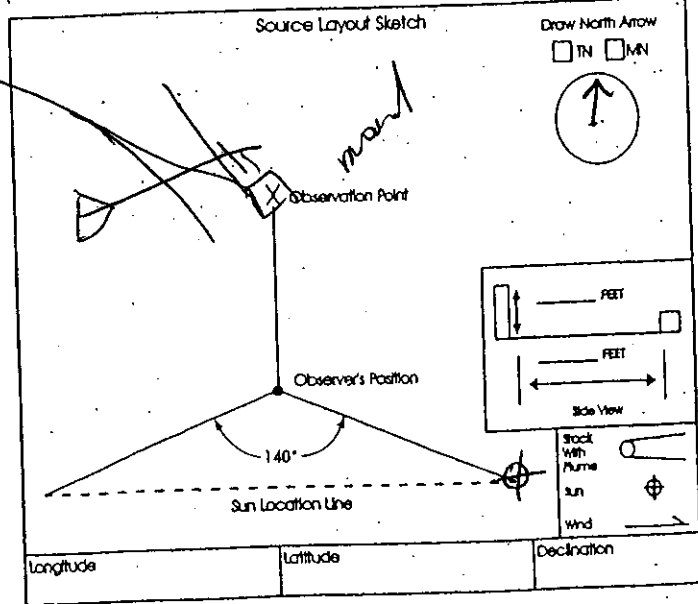 Source Layout Sketch
Draw North Arrow
TN MN
Observation Point
FEET
FEET
Side View
Observer's Position
140°
Sun Location Line
Stack
With
Plume
Sun
Wind
Longitude
Latitude
Declination